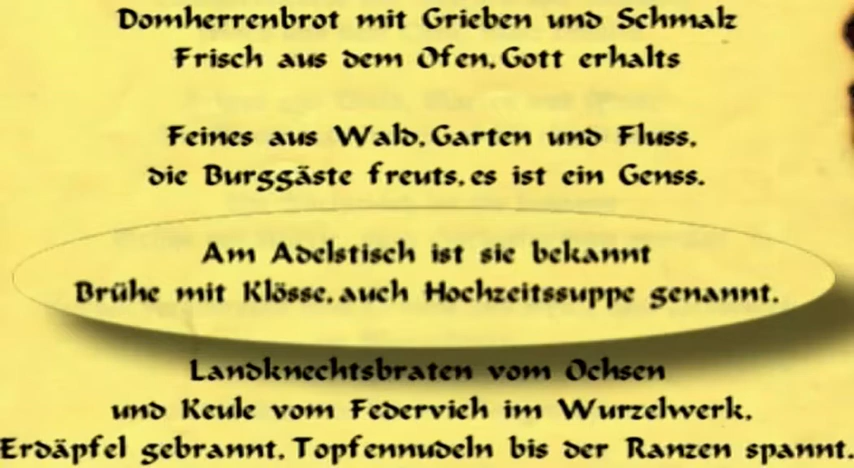 Domherrenbrot mit Grieben und Schmalz
Frisch aus dem Ofen, Gott erhalts
Feines aus Wald, Garten und Fluss,
die Burggäste freuts, es ist ein Genss.
Am Adelstisch ist sie bekannt
Brühe mit Klösse, auch Hochzeitssuppe genannt.
Landknechtsbraten vom Ochsen
und Keule vom Federvieh im Wurzelwerk,
Erdäpfel gebrannt, Topfennudeln bis der Ranzen spannt.